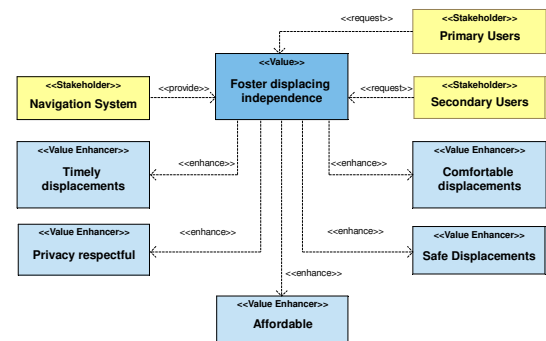 <<request>>
<<Stakeholder>>
Primary Users
<<Value>>
Foster displacing
independence
<<Stakeholder>>
Navigation System
<<provide>>
<<request>>
<<Stakeholder>>
Secondary Users
<<Value Enhancer>>
Timely
displacements
<<enhance>>
<<enhance>>
<<Value Enhancer>>
Comfortable
displacements
<<Value Enhancer>>
Privacy respectful
<<enhance>>
<<enhance>>
<<Value Enhancer>>
Safe Displacements
<<enhance>>
<<Value Enhancer>>
Affordable